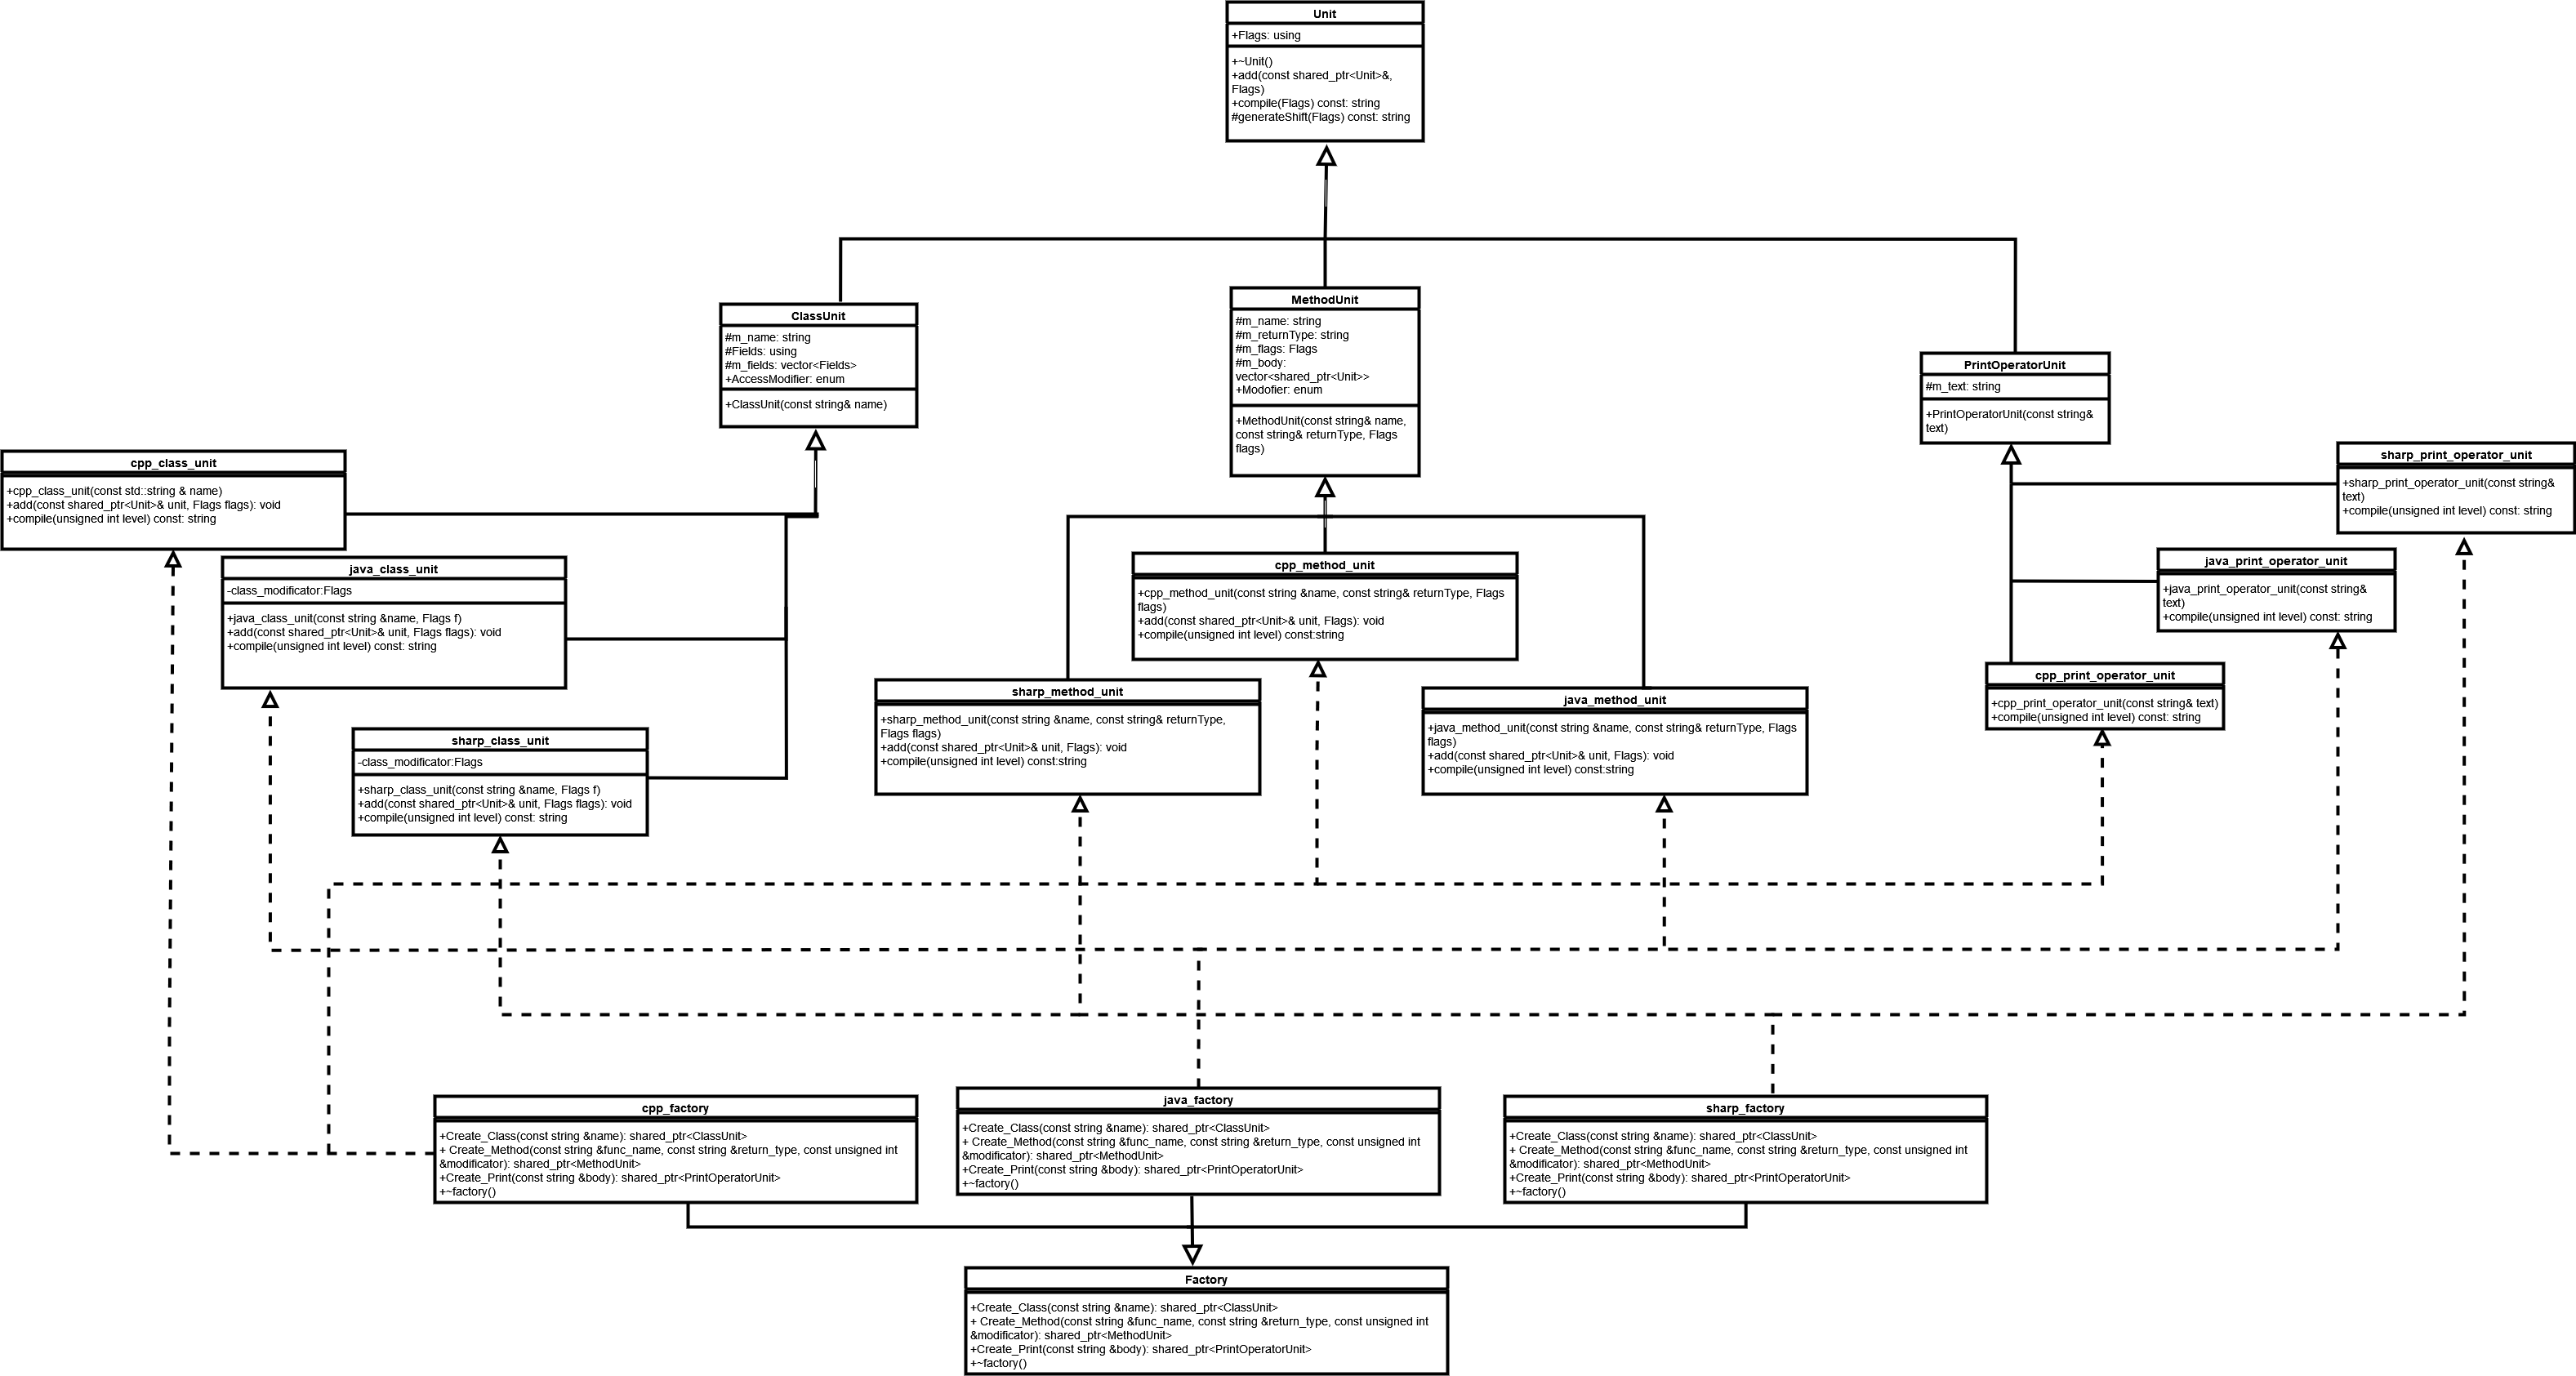 Unit
+Flags: using
+~Unit()
+add(const shared_ptr<Unit>&,
Flags)
+compile(Flags) const: string
#generateShift(Flags) const: string
ClassUnit
#m_name: string
#Fields: using
#m_fields: vector<Fields>
+AccessModifier: enum
+ClassUnit(const string& name)
MethodUnit
#m_name: string
#m_returnType: string
#m_flags: Flags
#m_body:
vector<shared_ptr<Unit>>
+Modofier: enum
+MethodUnit(const string& name,
const string& returnType, Flags
flags)
PrintOperatorUnit
#m_text: string
+PrintOperatorUnit(const string&
text)
cpp_class_unit
+cpp_class_unit(const std::string & name)
+add(const shared_ptr<Unit>& unit, Flags flags): void
+compile(unsigned int level) const: string
java_class_unit
-class_modificator:Flags
+java_class_unit(const string &name, Flags f)
+add(const shared_ptr<Unit>& unit, Flags flags): void
+compile(unsigned int level) const: string
sharp_class_unit
-class_modificator:Flags
+sharp_class_unit(const string &name, Flags f)
+add(const shared_ptr<Unit>& unit, Flags flags): void
+compile(unsigned int level) const: string
cpp_method_unit
+cpp_method_unit(const string &name, const string& returnType, Flags
flags)
+add(const shared_ptr<Unit>& unit, Flags): void
+compile(unsigned int level) const:string
sharp_method_unit
+sharp_method_unit(const string &name, const string& returnType,
Flags flags)
+add(const shared_ptr<Unit>& unit, Flags): void
+compile(unsigned int level) const:string
java_method_unit
+java_method_unit(const string &name, const string& returnType, Flags
flags)
+add(const shared_ptr<Unit>& unit, Flags): void
+compile(unsigned int level) const:string
sharp_print_operator_unit
+sharp_print_operator_unit(const string&
text)
+compile(unsigned int level) const: string
java_print_operator_unit
+java_print_operator_unit(const string&
text)
+compile(unsigned int level) const: string
cpp_print_operator_unit
+cpp_print_operator_unit(const string& text)
+compile(unsigned int level) const: string
cpp_factory
+Create_Class(const string &name): shared_ptr<ClassUnit>
+ Create_Method(const string &func_name, const string &return_type, const unsigned int
&modificator): shared_ptr<MethodUnit>
+Create_Print(const string &body): shared_ptr<PrintOperatorUnit>
+~factory()
java_factory
+Create_Class(const string &name): shared_ptr<ClassUnit>
+ Create_Method(const string &func_name, const string &return_type, const unsigned int
&modificator): shared_ptr<MethodUnit>
+Create_Print(const string &body): shared_ptr<PrintOperatorUnit>
+~factory()
sharp_factory
+Create_Class(const string &name): shared_ptr<ClassUnit>
+ Create_Method(const string &func_name, const string &return_type, const unsigned int
&modificator): shared_ptr<MethodUnit>
+Create_Print(const string &body): shared_ptr<PrintOperatorUnit>
+~factory()
Factory
+Create_Class(const string &name): shared_ptr<ClassUnit>
+ Create_Method(const string &func_name, const string &return_type, const unsigned int
&modificator): shared_ptr<MethodUnit>
+Create_Print(const string &body): shared_ptr<PrintOperatorUnit>
+~factory()